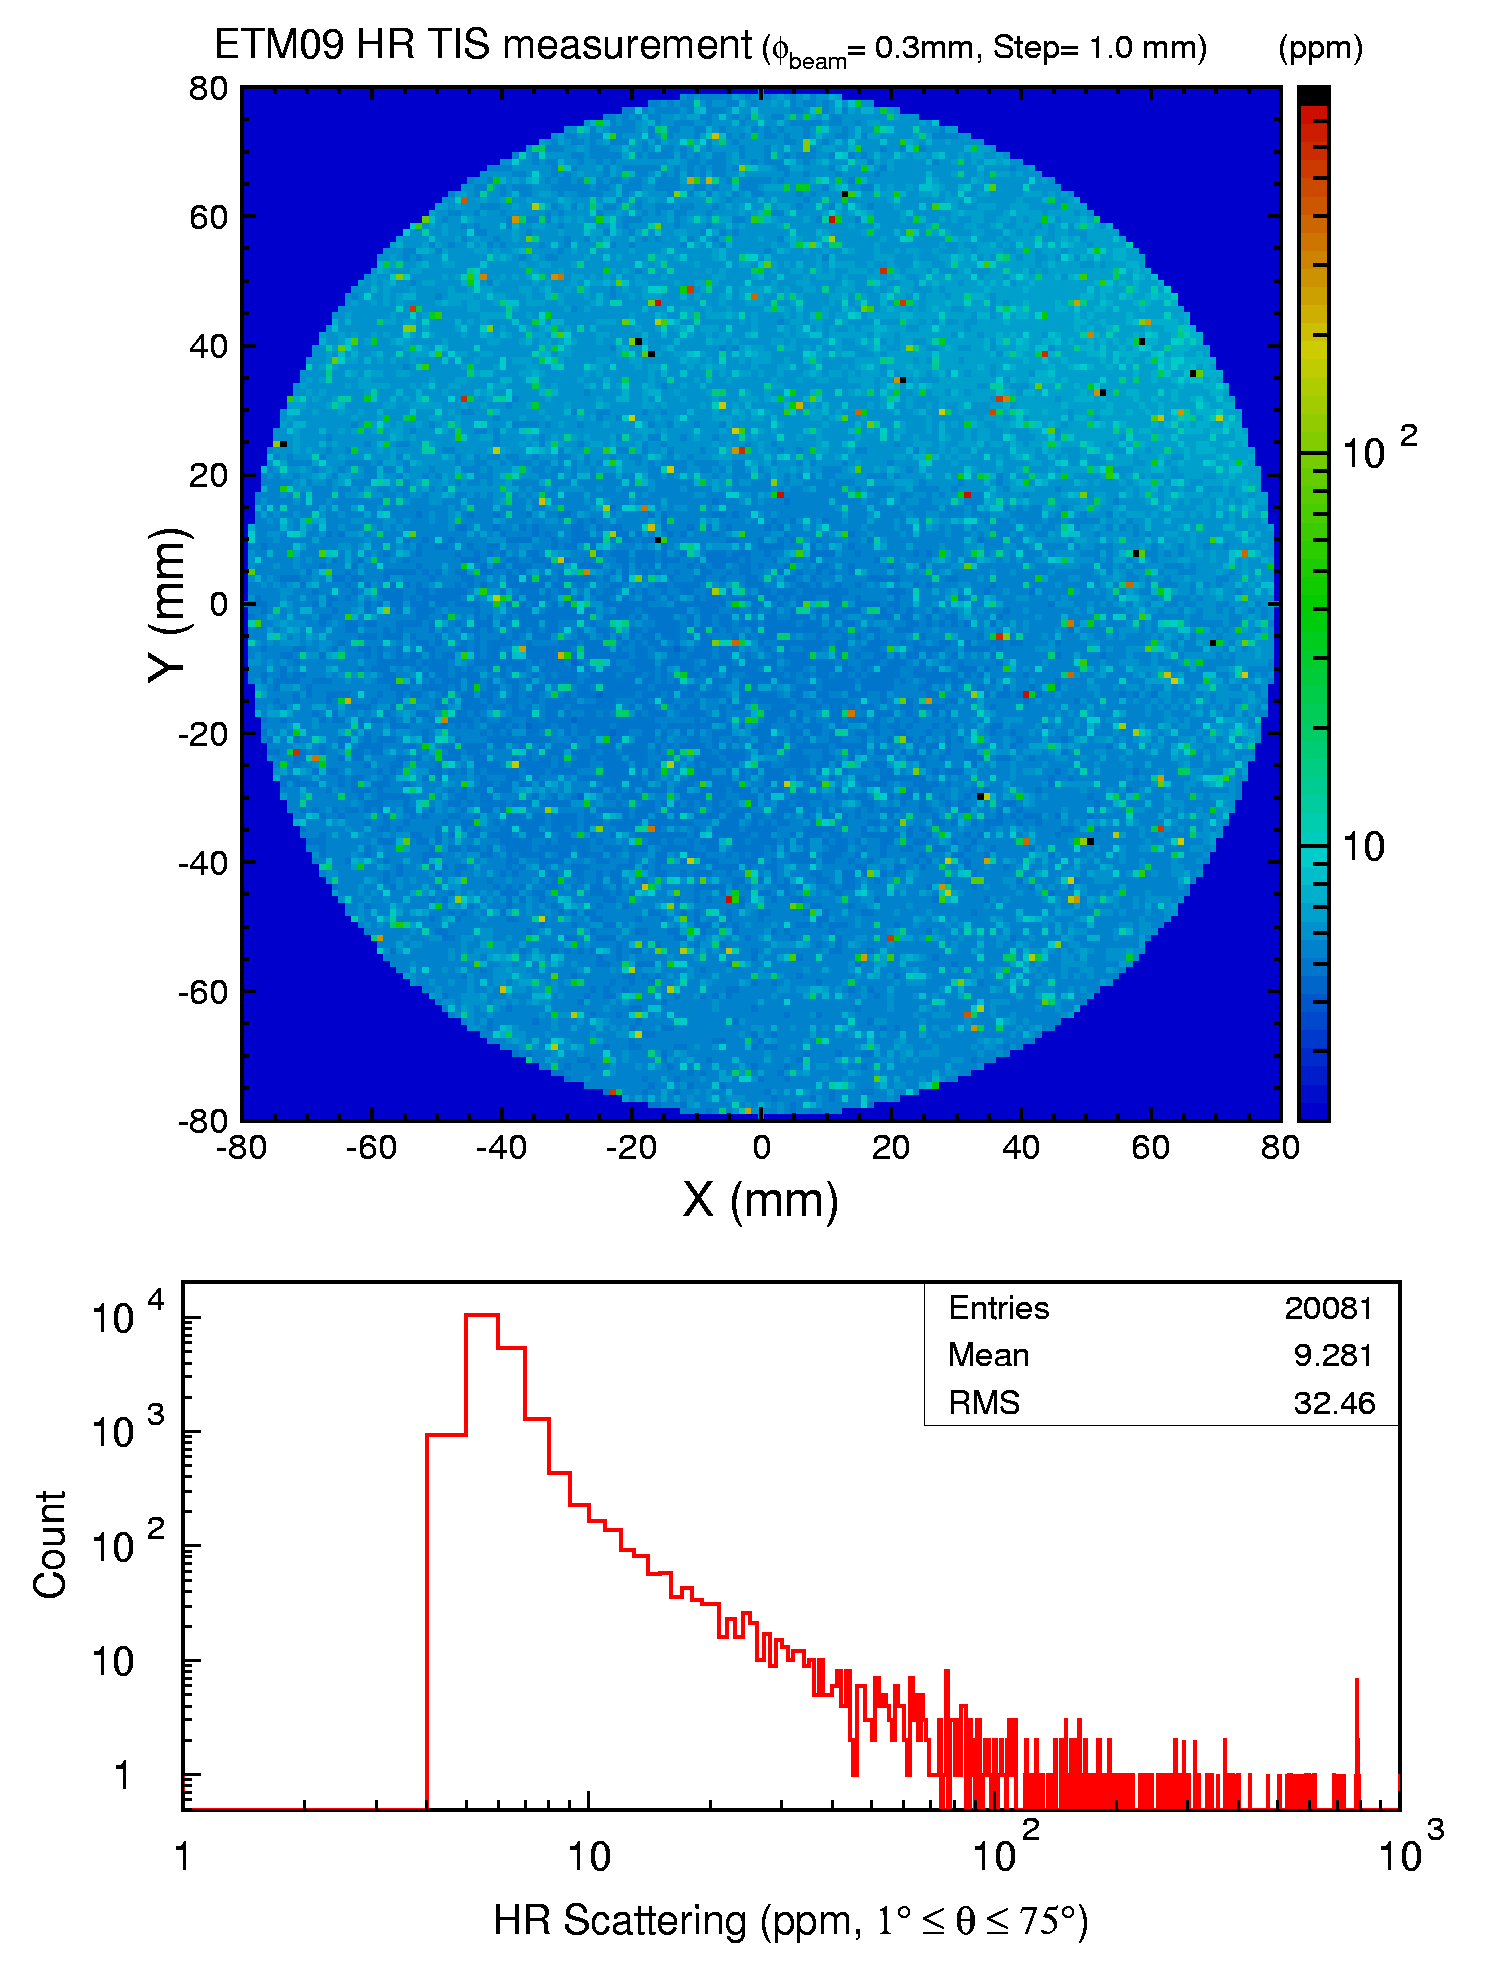 ETM09 HR TIS measurement (ϕbeam= 0.3mm, Step= 1.0 mm) (ppm)
80
60
40
20
0
-20
-40
-60
-80
Y (mm)
-80 -60 -40 -20 0 20 40 60 80
X (mm)
10 2
10
Entries 20081
Mean 9.281
RMS 32.46
10 4
10 3
10 2
10
1
Count
1 10 10 2 10 3
HR Scattering (ppm, 1° ≤ θ ≤ 75°)